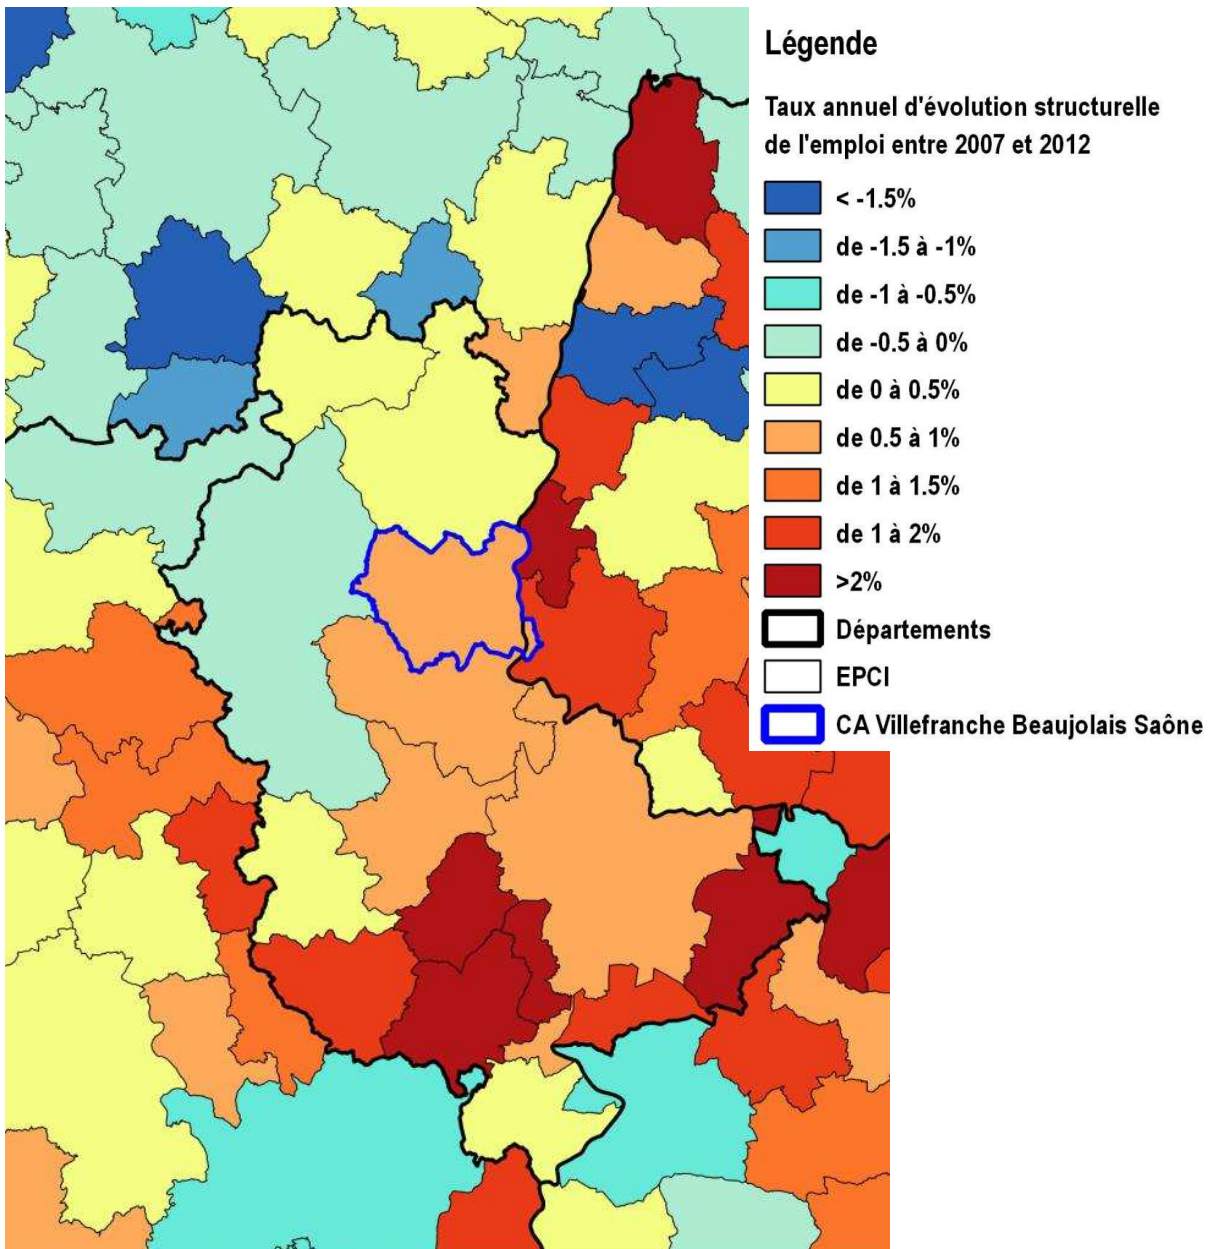 Légende
Taux annuel d'évolution structurelle
de l'emploi entre 2007 et 2012
< -1.5%
de -1.5 à -1%
de -1 à -0.5%
de -0.5 à 0%
de 0 à 0.5%
de 0.5 à 1%
de 1 à 1.5%
de 1 à 2%
>2%
Départements
EPCI
CA Villefranche Beaujolais Saône